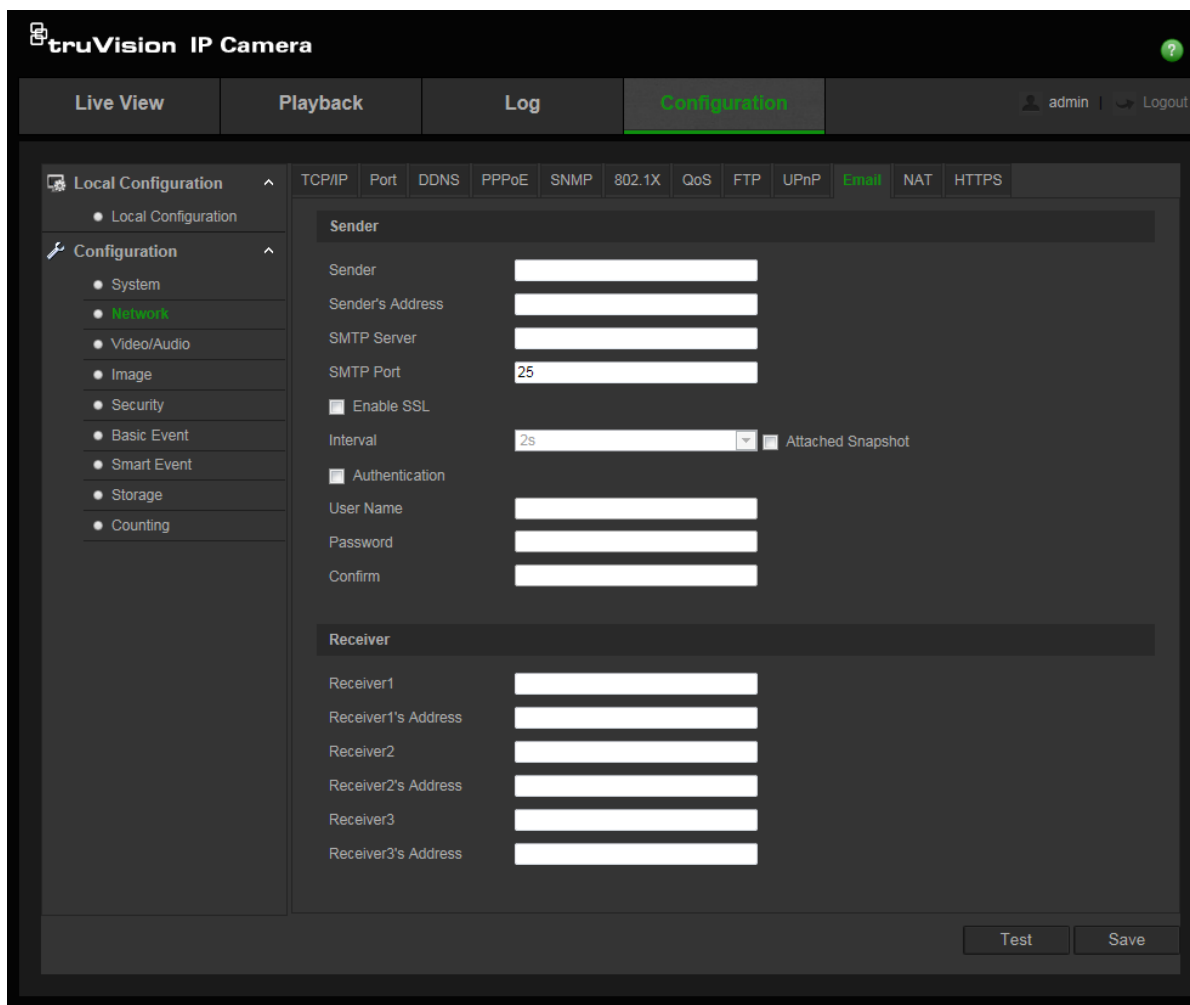 truVision IP Camera
?
Live View Playback Log Configuration admin | Logout
Local Configuration
Local Configuration
Configuration
System
Network
Video/Audio
Image
Security
Basic Event
Smart Event
Storage
Counting
TCP/IP Port DDNS PPPoE SNMP 802.1X QoS FTP UPnP Email NAT HTTPS
Sender
Sender
Sender's Address
SMTP Server
SMTP Port 25
Enable SSL
Interval 2s Attached Snapshot
Authentication
User Name
Password
Confirm
Receiver
Receiver1
Receiver1's Address
Receiver2
Receiver2's Address
Receiver3
Receiver3's Address
Test Save